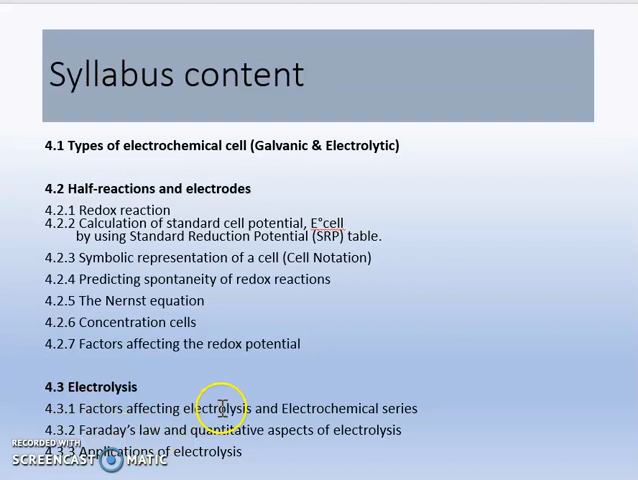 Syllabus content
4.1 Types of electrochemical cell (Galvanic & Electrolytic)
4.2 Half-reactions and electrodes
4.2.1 Redox reaction
4.2.2 Calculation of standard cell potential, E°cell
by using Standard Reduction Potential (SRP) table.
4.2.3 Symbolic representation of a cell (Cell Notation)
4.2.4 Predicting spontaneity of redox reactions
4.2.5 The Nernst equation
4.2.6 Concentration cells
4.2.7 Factors affecting the redox potential
4.3 Electrolysis
4.3.1 Factors affecting electrolysis and Electrochemical series
4.3.2 Faraday's law and quantitative aspects of electrolysis
4.3.3 Applications of electrolysis
RECORDED WITH
SCREENCAST MATIC